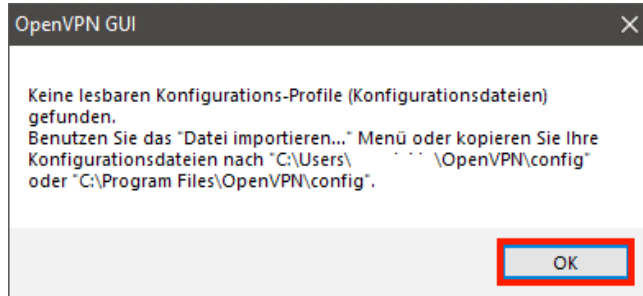 OpenVPN GUI
Keine lesbaren Konfigurations-Profile (Konfigurationsdateien)
gefunden.
Benutzen Sie das "Datei importieren..." Menü oder kopieren Sie Ihre
Konfigurationsdateien nach "C:\Users\ \OpenVPN\config"
oder "C:\Program Files\OpenVPN\config".
OK